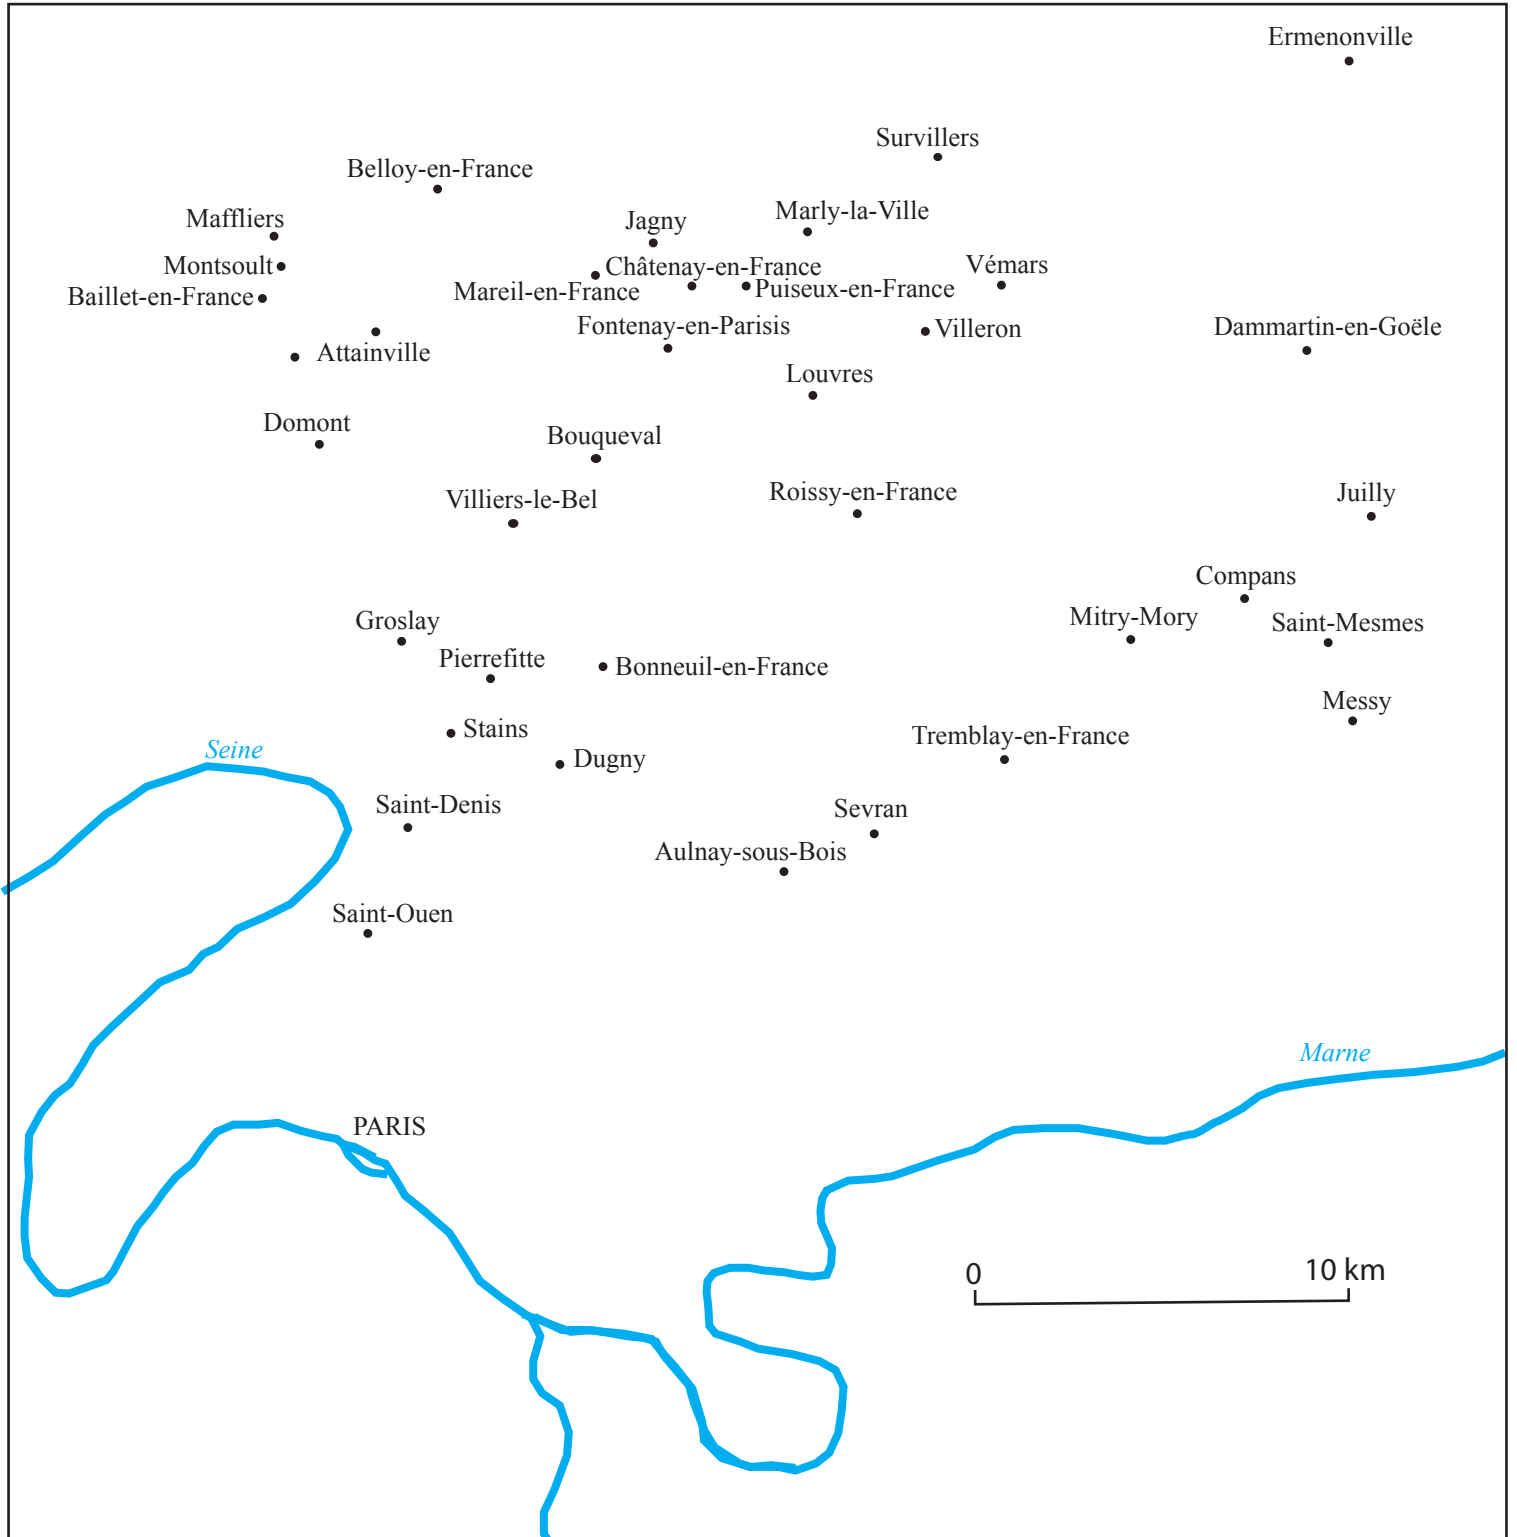 Ermenonville
Survillers
Belloy-en-France
Marly-la-Ville
Maffliers
Jagny
Montsoult
Châtenay-en-France
Vémars
Baillet-en-France
Mareil-en-France
Puiseux-en-France
Fontenay-en-Parisis
Villeron
Dammartin-en-Goële
Attainville
Louvres
Domont
Bouqueval
Villiers-le-Bel
Roissy-en-France
Juilly
Compans
Groslay
Mitry-Mory
Saint-Mesmes
Pierrefitte
Bonneuil-en-France
Messy
Stains
Tremblay-en-France
Seine
Dugny
Saint-Denis
Sevran
Aulnay-sous-Bois
Saint-Ouen
Marne
PARIS
0 10 km